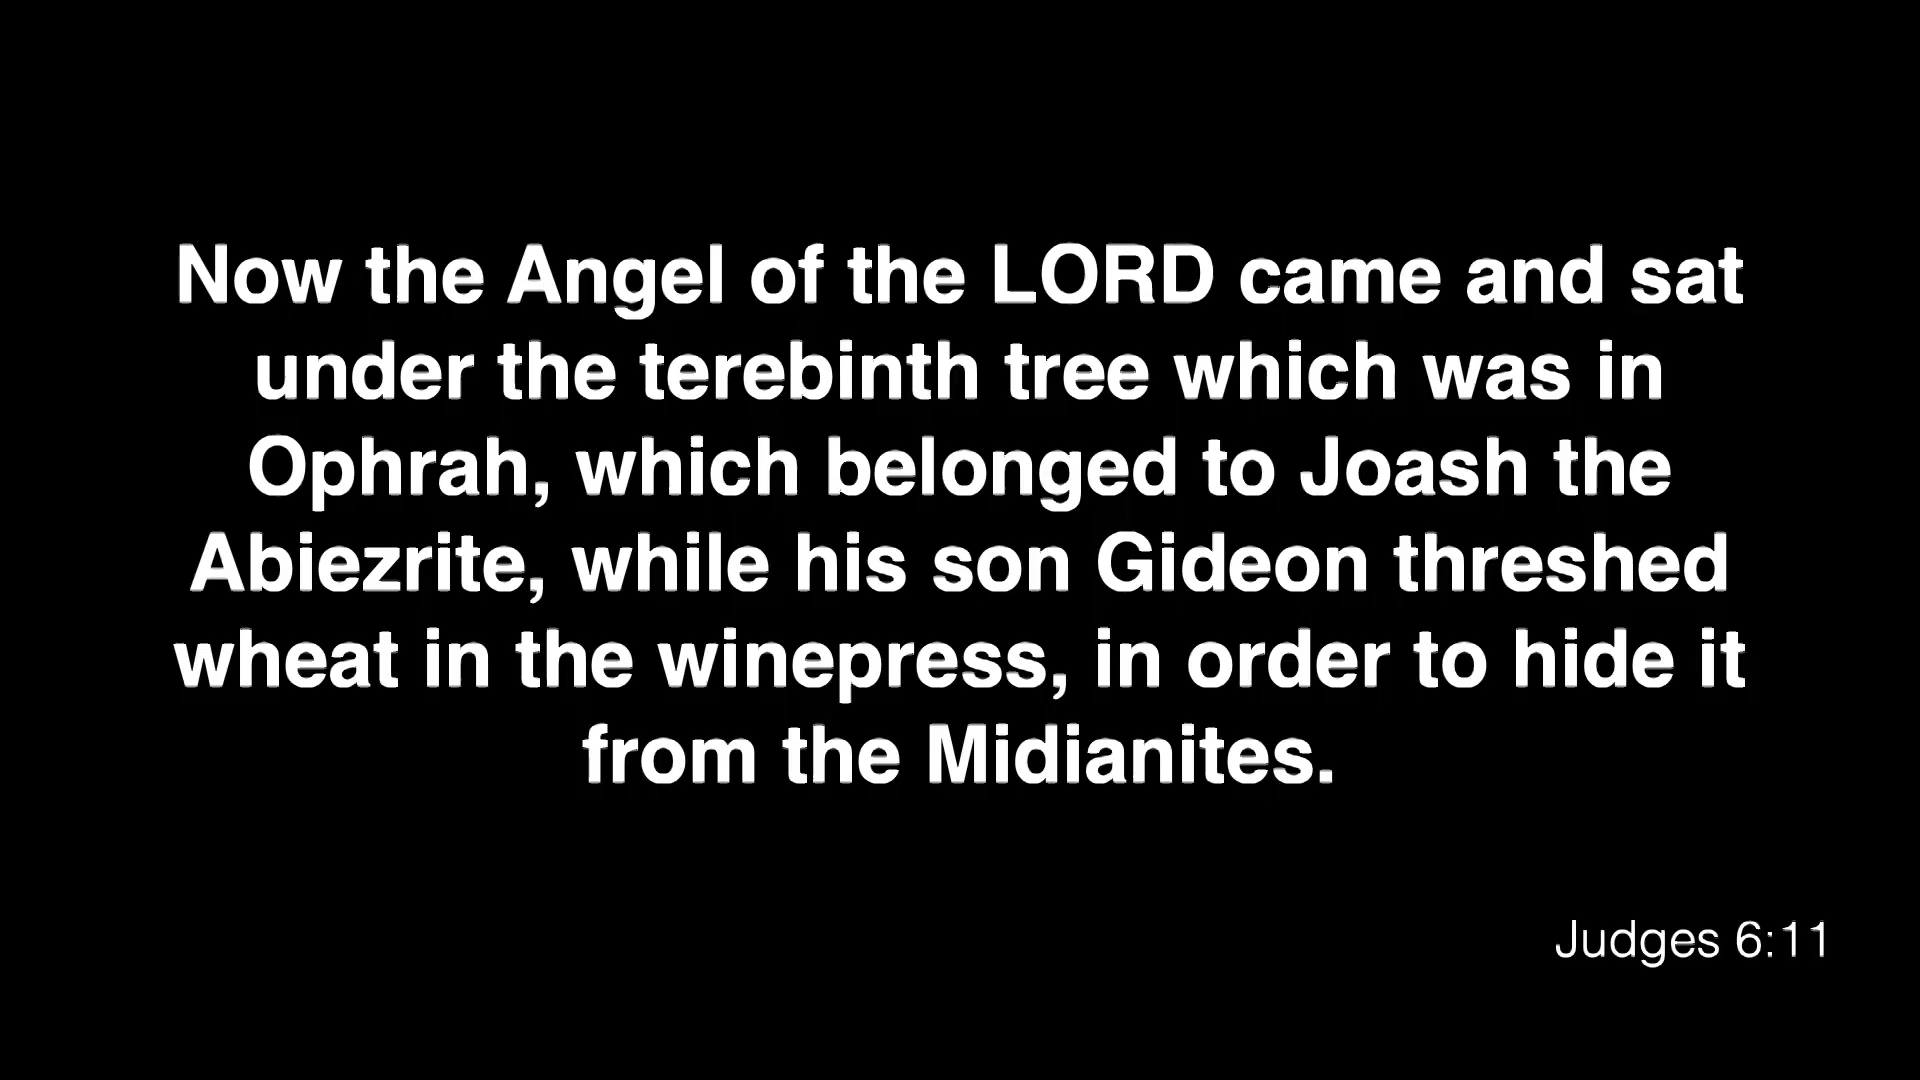 Now the Angel of the LORD came and sat
under the terebinth tree which was in
Ophrah, which belonged to Joash the
Abiezrite, while his son Gideon threshed
wheat in the winepress, in order to hide it
from the Midianites.
Judges 6:11